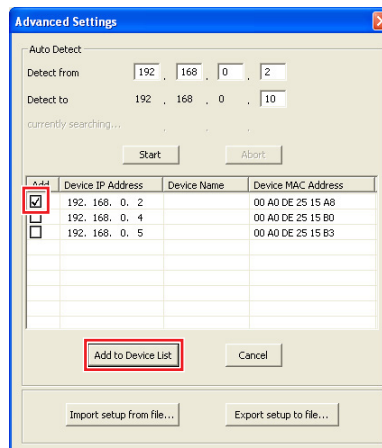 Advanced Settings
Auto Detect
Detect from 192 . 168 . 0 . 2
Detect to 192 . 168 . 0 . 10
currently searching... . . .
Start Abort
Add Device IP Address Device Name Device MAC Address
192. 168. 0. 2 00 A0 DE 25 15 A8
192. 168. 0. 4 00 A0 DE 25 15 B0
192. 168. 0. 5 00 A0 DE 25 15 B3
Add to Device List Cancel
Import setup from file... Export setup to file...